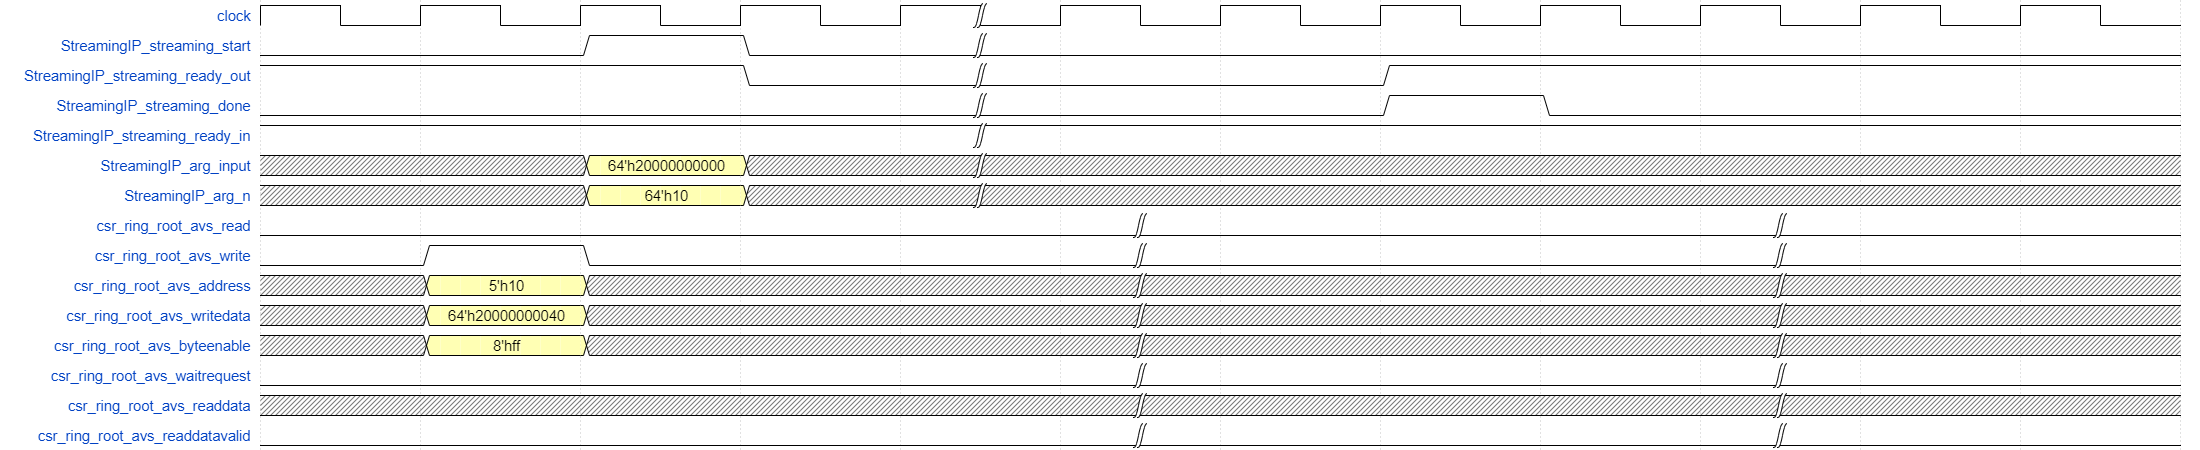 clock
StreamingIP_streaming_start
StreamingIP_streaming_ready_out
StreamingIP_streaming_done
StreamingIP_streaming_ready_in
StreamingIP_arg_input 64'h20000000000
StreamingIP_arg_n 64'h10
csr_ring_root_avs_read
csr_ring_root_avs_write
csr_ring_root_avs_address 5'h10
csr_ring_root_avs_writedata 64'h20000000040
csr_ring_root_avs_byteenable 8'hff
csr_ring_root_avs_waitrequest
csr_ring_root_avs_readdata
csr_ring_root_avs_readdatavalid